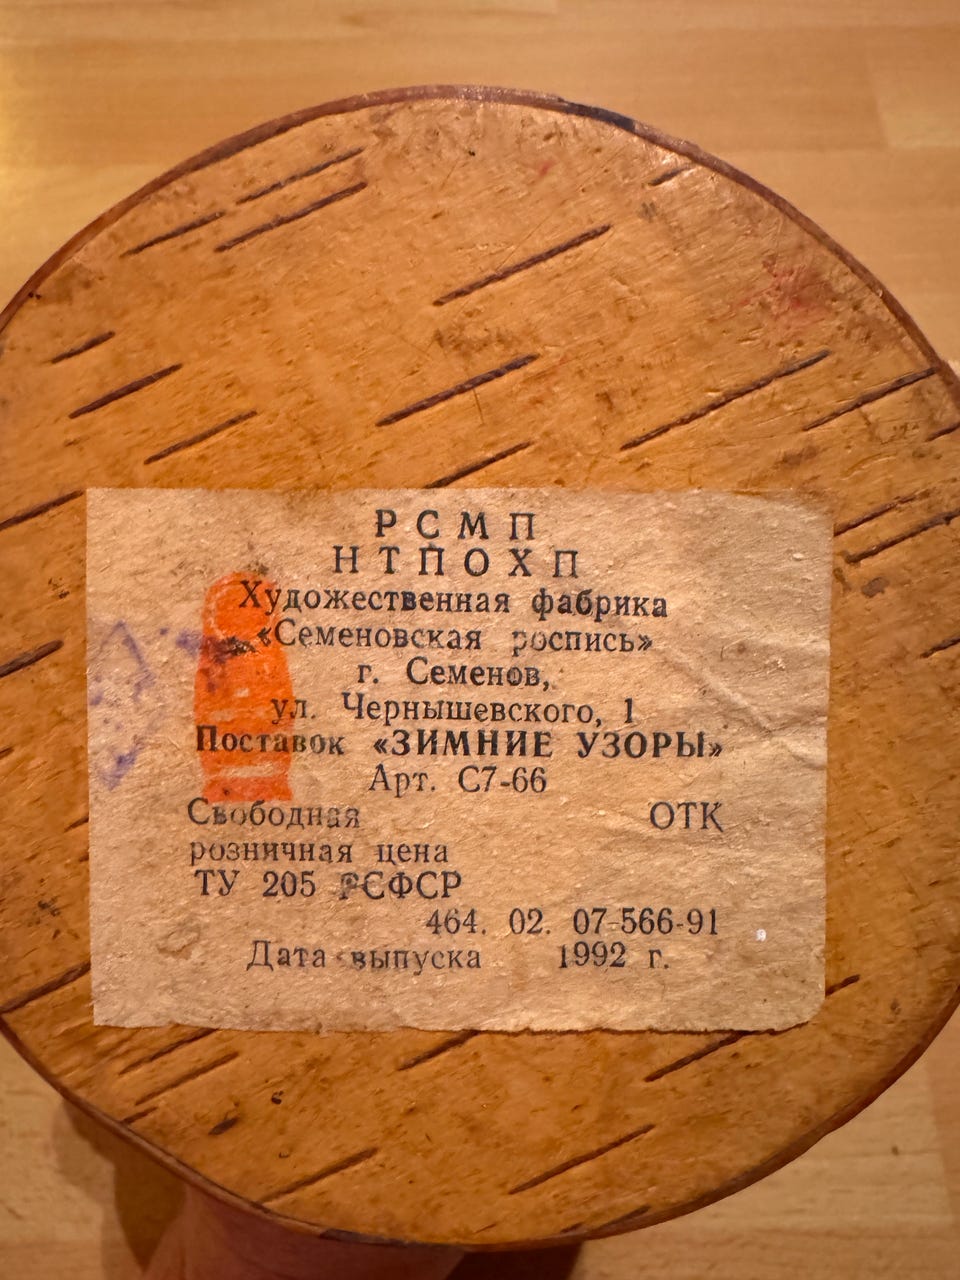 РСМП
НТПОХП
Художественная фабрика
«Семеновская роспись»
г. Семенов,
ул. Чернышевского, 1
Поставок «ЗИМНИЕ УЗОРЫ»
Арт. С7-66
Свободная ОТК
розничная цена
ТУ 205 РСФСР
464. 02. 07-566-91
Дата выпуска 1992 г.